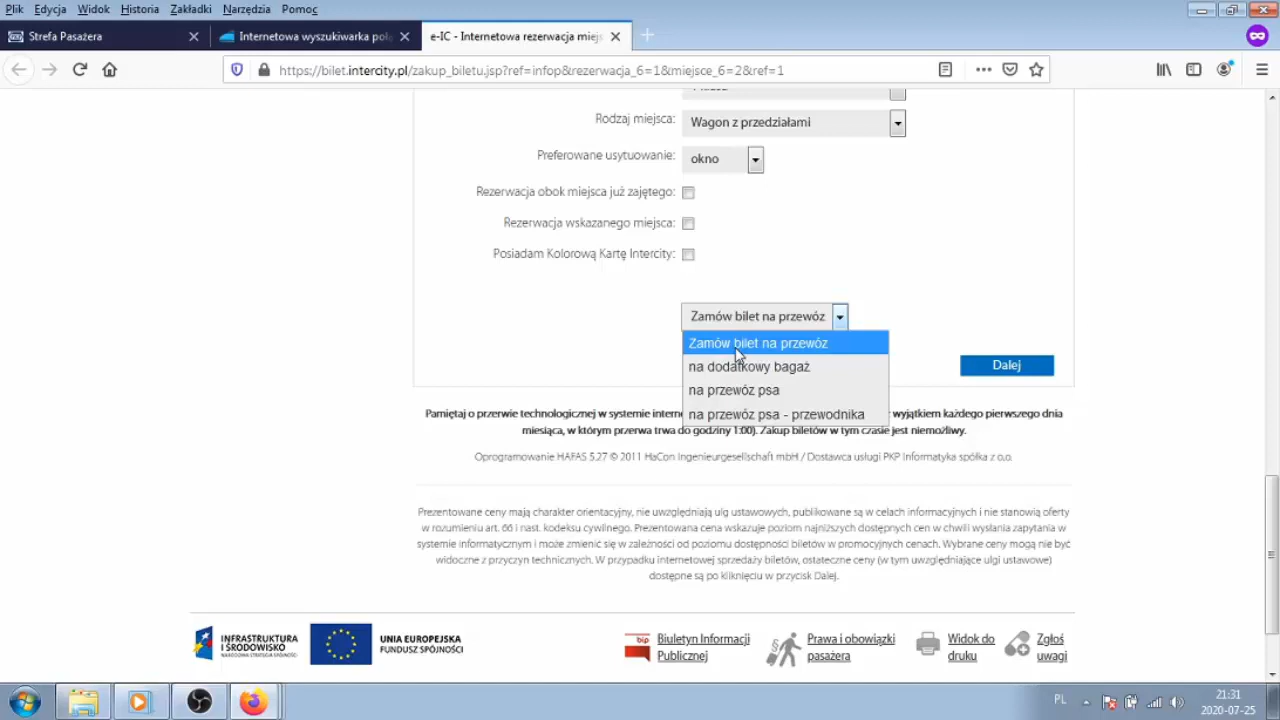 Plik Edycja Widok Historia Zakładki Narzędzia Pomoc
Strefa Pasażera
Internetowa wyszukiwarka poł
e-IC - Internetowa rezerwacja miejs
https://bilet.intercity.pl/zakup_biletu.jsp?ref=infop&rezerwacja_6=1&miejsce_6=2&ref=1
Rodzaj miejsca: Wagon z przedziałami
Preferowane usytuowanie: okno
Rezerwacja obok miejsca już zajętego:
Rezerwacja wskazanego miejsca:
Posiadam Kolorową Kartę Intercity:
Zamów bilet na przewóz
Zamów bilet na przewóz
na dodatkowy bagaż
na przewóz psa
na przewóz psa - przewodnika
Dalej
Pamiętaj o przerwie technologicznej w systemie interne wyjątkiem każdego pierwszego dnia
miesiąca, w którym przerwa trwa do godziny 1:00). Zakup biletów w tym czasie jest niemożliwy.
Oprogramowanie HAFAS 5.27 © 2011 HaCon Ingenieurgesellschaft mbH / Dostawca usługi PKP Informatyka spółka z o.o.
Prezentowane ceny mają charakter orientacyjny, nie uwzględniają ulg ustawowych, publikowane są w celach informacyjnych i nie stanowią oferty
w rozumieniu art. 66 i nast. kodeksu cywilnego. Prezentowana cena wskazuje poziom najniższych dostępnych cen w chwili wysłania zapytania w
systemie informatycznym i może zmienić się w zależności od poziomu dostępności biletów w promocyjnych cenach. Wybrane ceny mogą nie być
widoczne z przyczyn technicznych. W przypadku internetowej sprzedaży biletów, ostateczne ceny (w tym uwzględniające ulgi ustawowe)
dostępne są po kliknięciu w przycisk Dalej.
INFRASTRUKTURA
I ŚRODOWISKO
NARODOWA STRATEGIA SPÓJNOŚCI
UNIA EUROPEJSKA
FUNDUSZ SPÓJNOŚCI
bip
Biuletyn Informacji
Publicznej
Prawa i obowiązki
pasażera
Widok do
druku
Zgłoś
uwagi
PL
21:31
2020-07-25